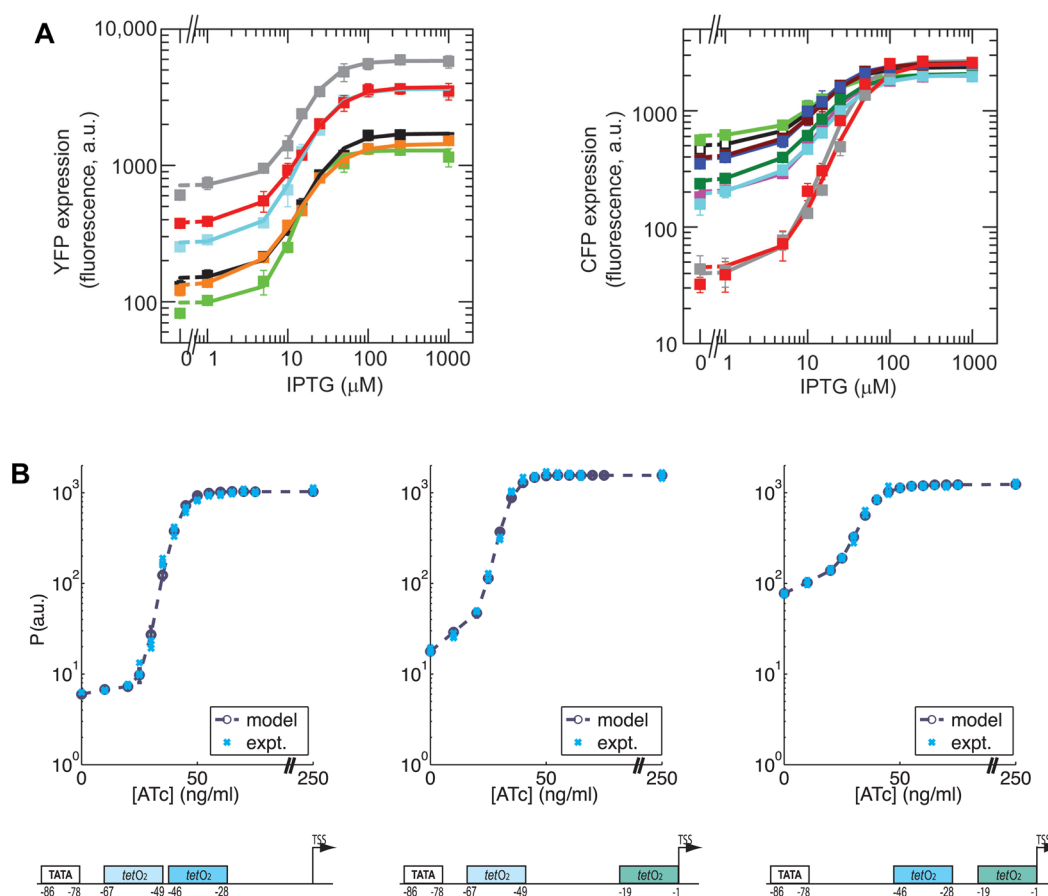 A
10,000
1000
100
YFP expression
(fluorescence, a.u.)
0 1 10 100 1000
IPTG (μM)
1000
100
10
CFP expression
(fluorescence, a.u.)
0 1 10 100 1000
IPTG (μM)
B
10³
10²
10¹
10⁰
P(a.u.)
model
expt.
0 50 250
[ATc] (ng/ml)
10³
10²
10¹
10⁰
model
expt.
0 50 250
[ATc] (ng/ml)
10³
10²
10¹
10⁰
model
expt.
0 50 250
[ATc] (ng/ml)
TSS
TATA tetO₂ tetO₂
-86 -78 -67 -49 -46 -28
TSS
TATA tetO₂ tetO₂
-86 -78 -67 -49 -19 -1
TSS
TATA tetO₂ tetO₂
-86 -78 -46 -28 -19 -1